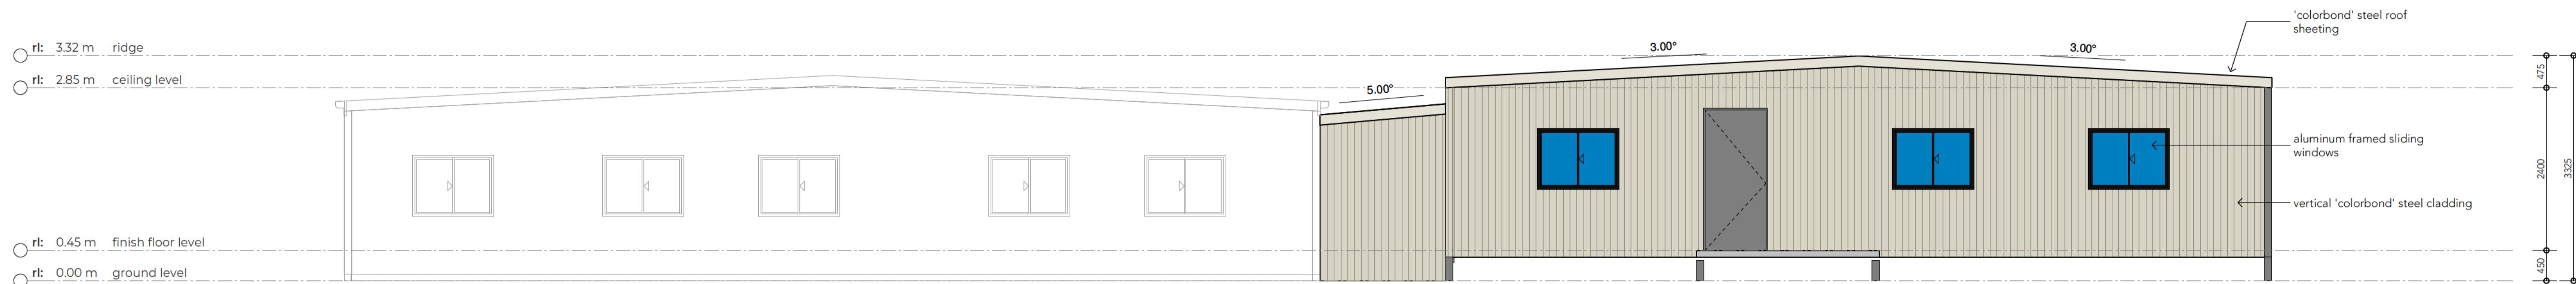 'colorbond' steel roof
sheeting
rl: 3.32 m ridge
3.00°
3.00°
475
rl: 2.85 m ceiling level
5.00°
aluminum framed sliding
windows
2400
3325
vertical 'colorbond' steel cladding
rl: 0.45 m finish floor level
450
rl: 0.00 m ground level